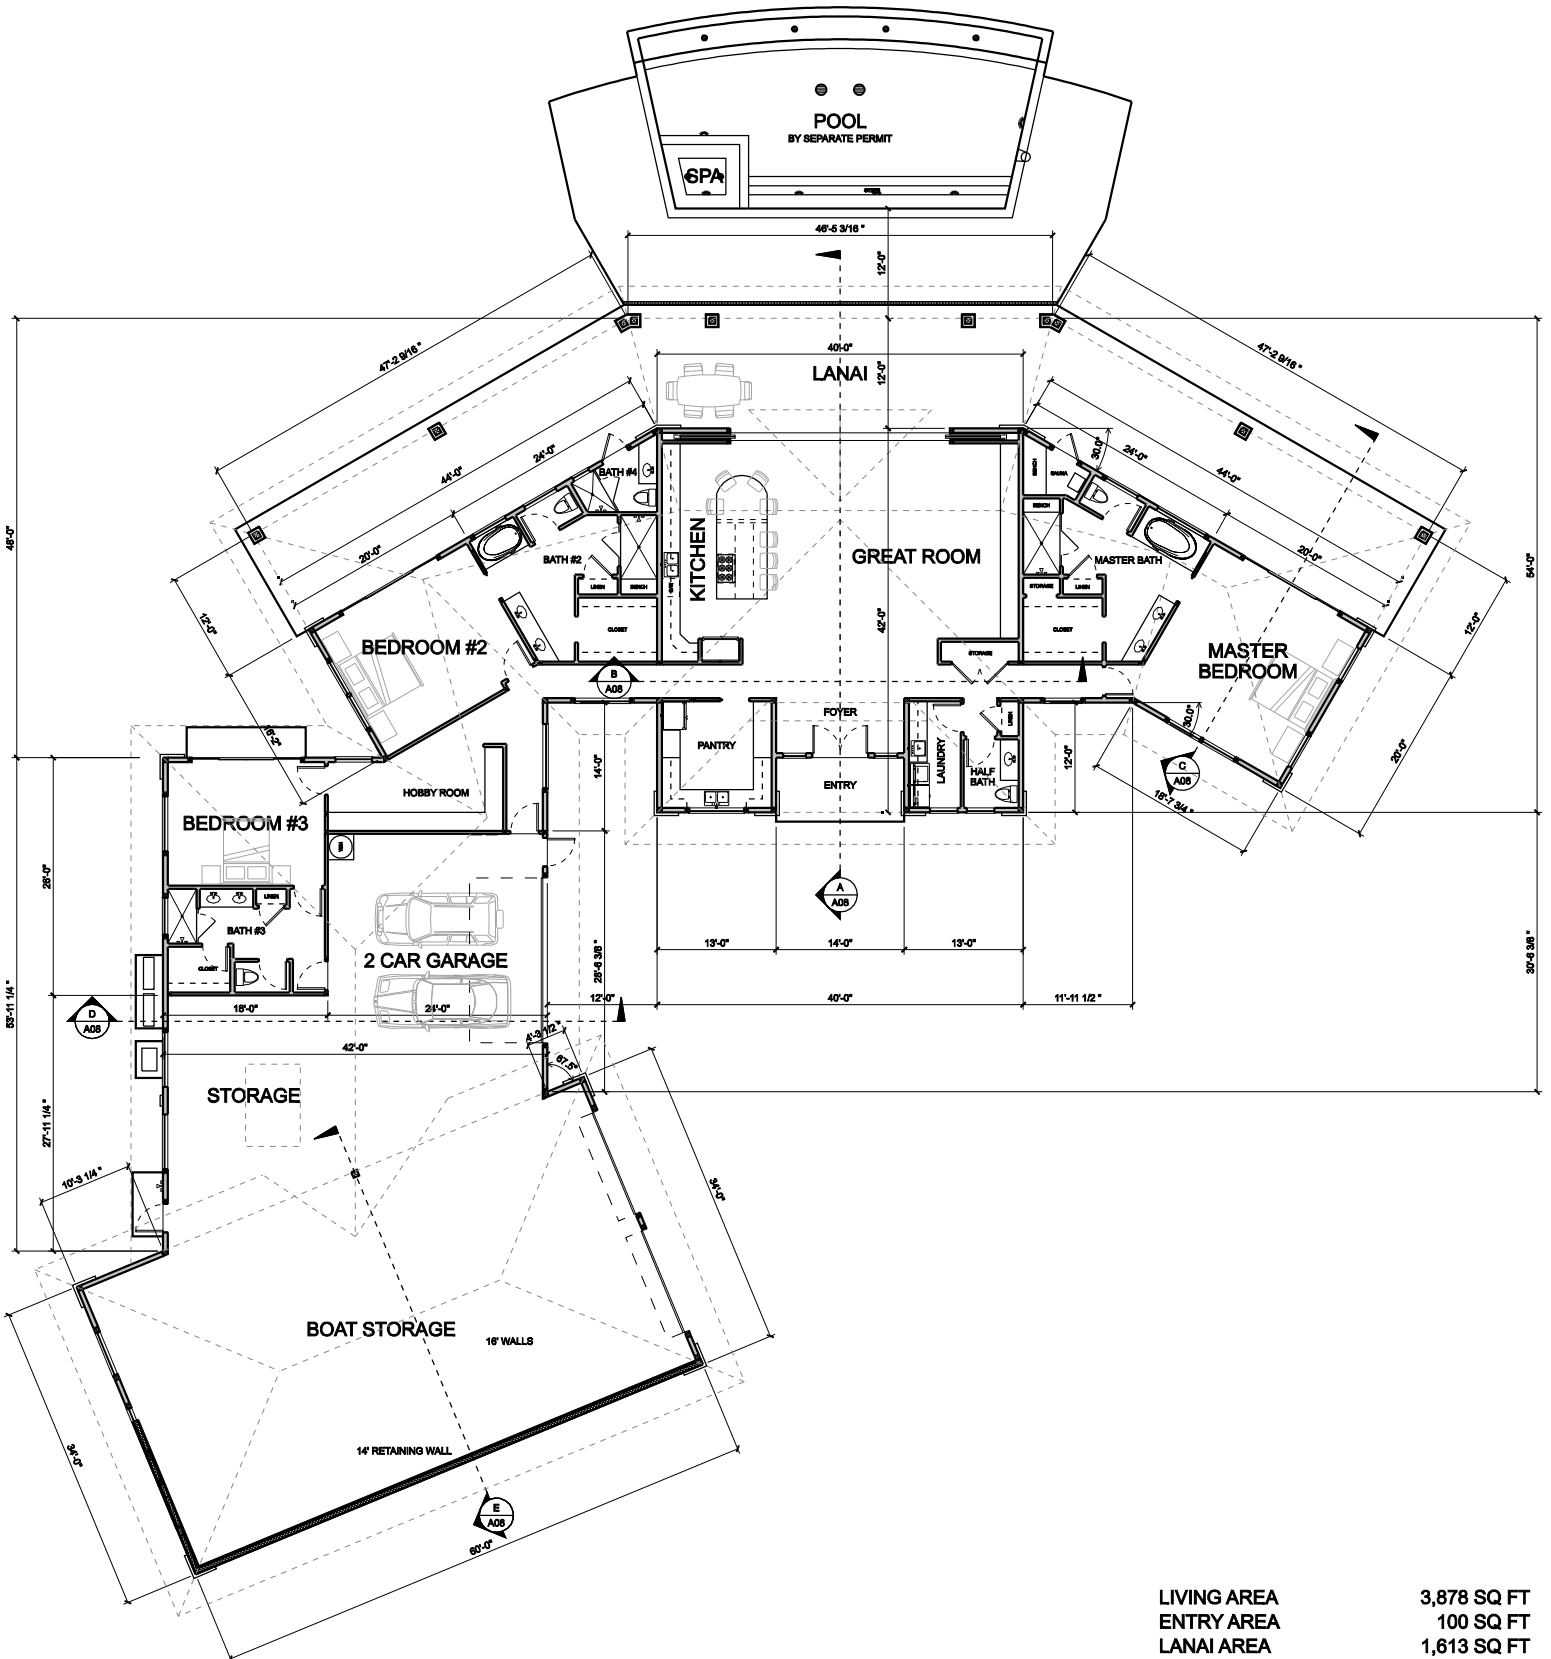 POOL
BY SEPARATE PERMIT
SPA
46'-5 3/16 "
12'-0"
47'-2 9/16 "
47'-2 9/16 "
40'-0"
LANAI
12'-0"
44'-0"
24'-0"
20'-0"
30.0°
24'-0"
44'-0"
20'-0"
48'-0"
54'-0"
BATH #4
BENCH
SAUNA
BENCH
BATH #2
LINEN
BENCH
CLOSET
KITCHEN
GREAT ROOM
42'-0"
MASTER BATH
STORAGE
LINEN
CLOSET
12'-0"
12'-0"
BEDROOM #2
MASTER
BEDROOM
STORAGE
B
A08
FOYER
PANTRY
ENTRY
LAUNDRY
LINEN
HALF
BATH
12'-0"
30.0°
C
A08
18'-7 3/4 "
20'-0"
16'-2"
14'-0"
HOBBY ROOM
BEDROOM #3
26'-0"
LINEN
BATH #3
CLOSET
2 CAR GARAGE
A
A08
13'-0"
14'-0"
13'-0"
28'-6 3/8 "
30'-6 3/8 "
53'-11 1/4 "
D
A08
18'-0"
24'-0"
12'-0"
40'-0"
11'-11 1/2 "
42'-0"
67.5°
STORAGE
27'-11 1/4 "
10'-3 1/4 "
34'-0"
BOAT STORAGE
16' WALLS
14' RETAINING WALL
34'-0"
E
A08
60'-0"
LIVING AREA 3,878 SQ FT
ENTRY AREA 100 SQ FT
LANAI AREA 1,613 SQ FT